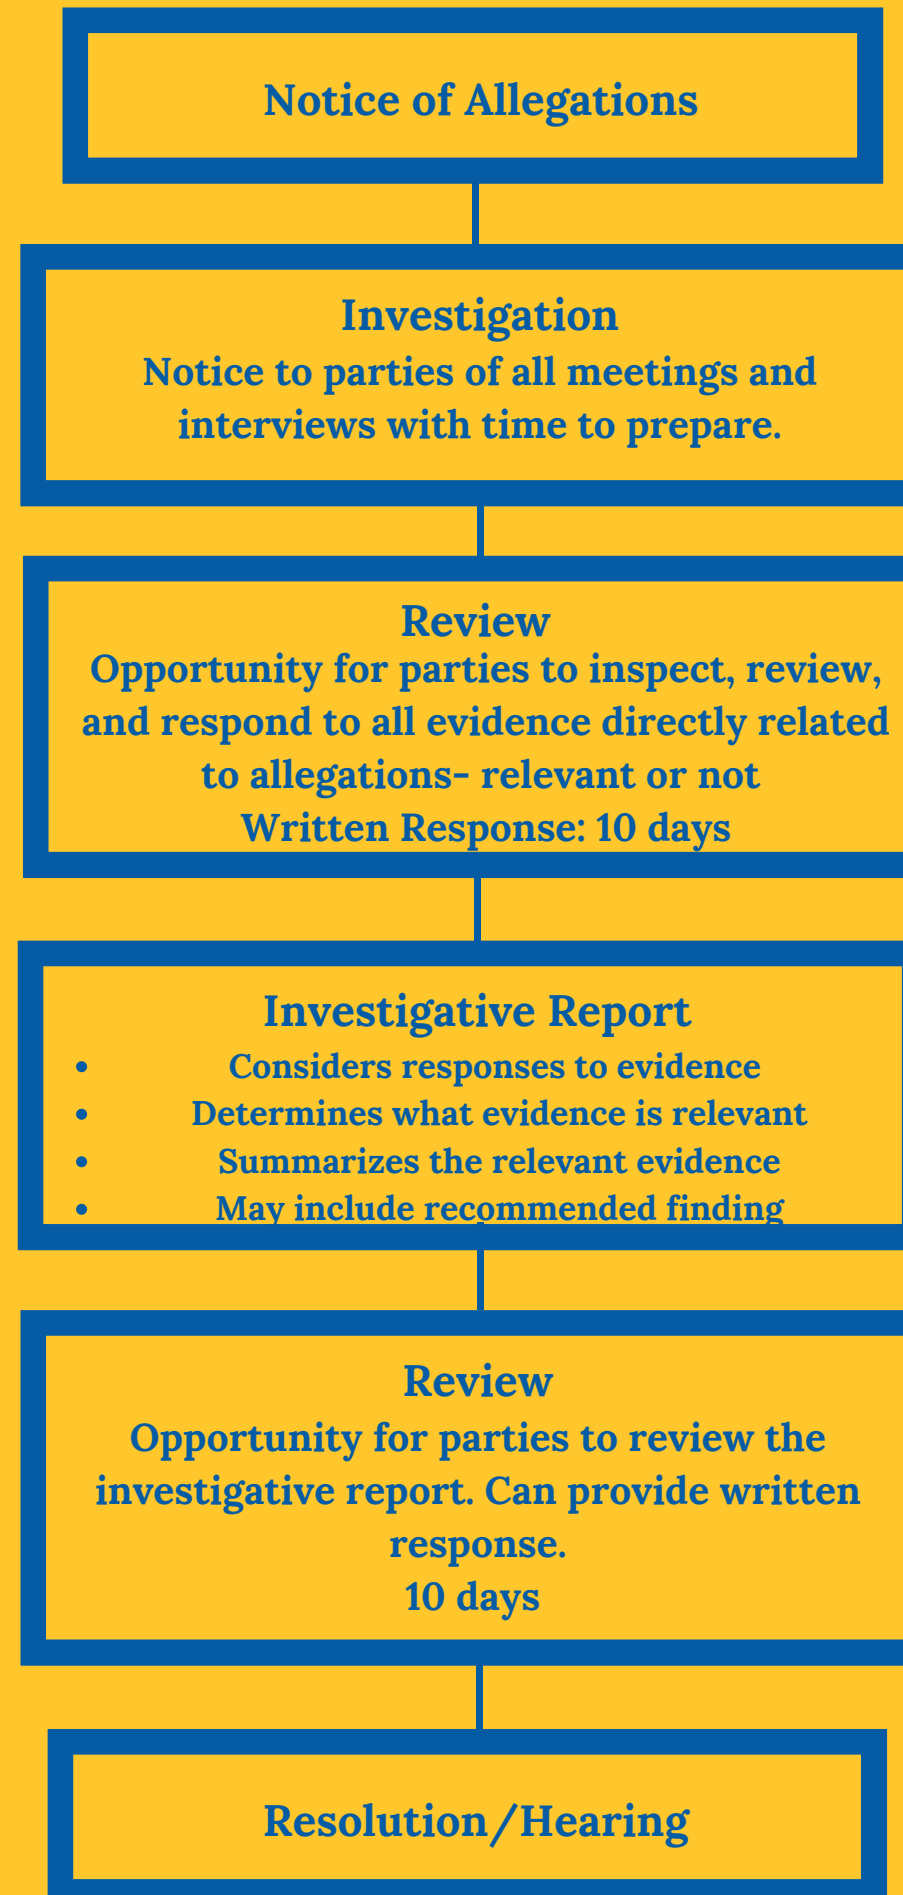 Notice of Allegations
Investigation
Notice to parties of all meetings and
interviews with time to prepare.
Review
Opportunity for parties to inspect, review,
and respond to all evidence directly related
to allegations- relevant or not
Written Response: 10 days
Investigative Report
• Considers responses to evidence
• Determines what evidence is relevant
• Summarizes the relevant evidence
• May include recommended finding
Review
Opportunity for parties to review the
investigative report. Can provide written
response.
10 days
Resolution/Hearing